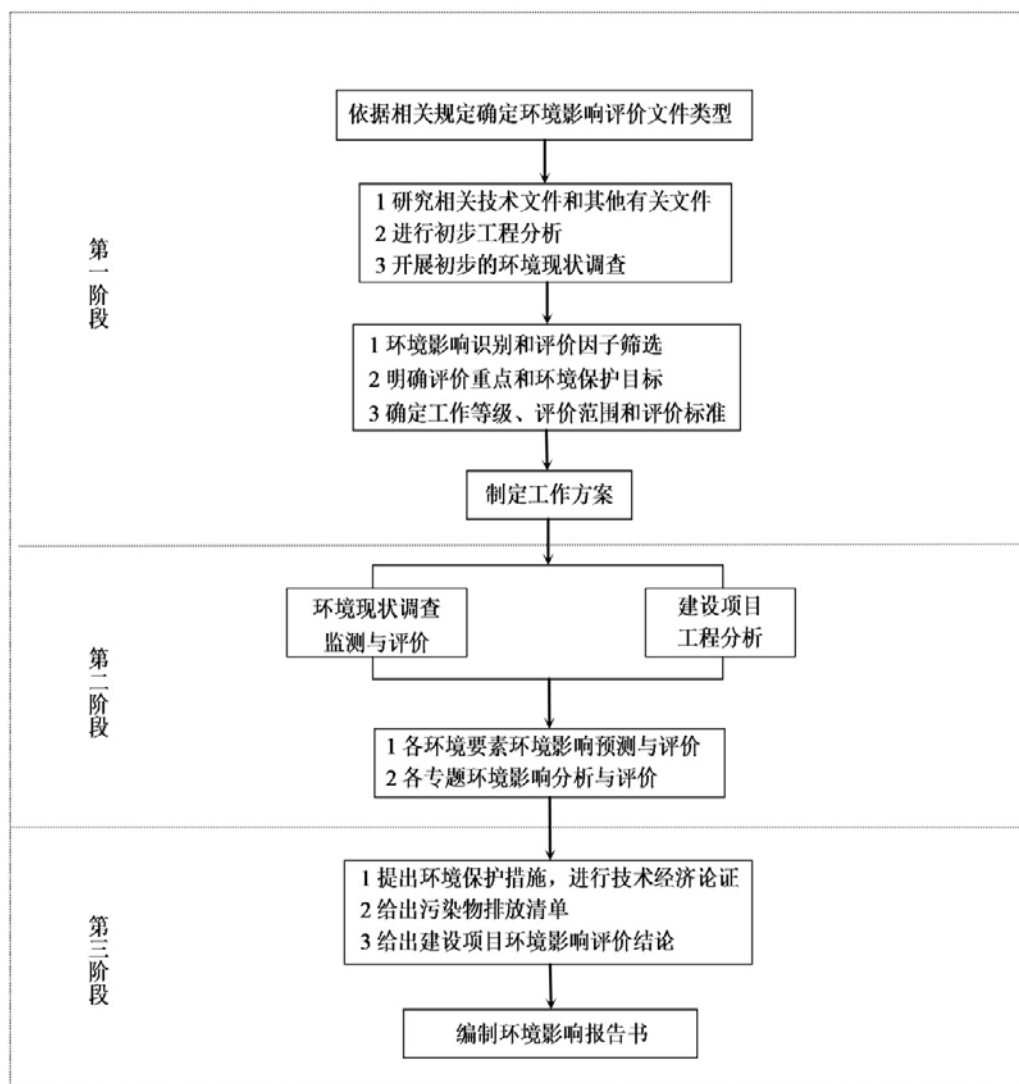 依据相关规定确定环境影响评价文件类型
1 研究相关技术文件和其他有关文件
2 进行初步工程分析
3 开展初步的环境现状调查
第一阶段
1 环境影响识别和评价因子筛选
2 明确评价重点和环境保护目标
3 确定工作等级、评价范围和评价标准
制定工作方案
第二阶段
环境现状调查
监测与评价
建设项目
工程分析
1 各环境要素环境影响预测与评价
2 各专题环境影响分析与评价
第三阶段
1 提出环境保护措施，进行技术经济论证
2 给出污染物排放清单
3 给出建设项目环境影响评价结论
编制环境影响报告书